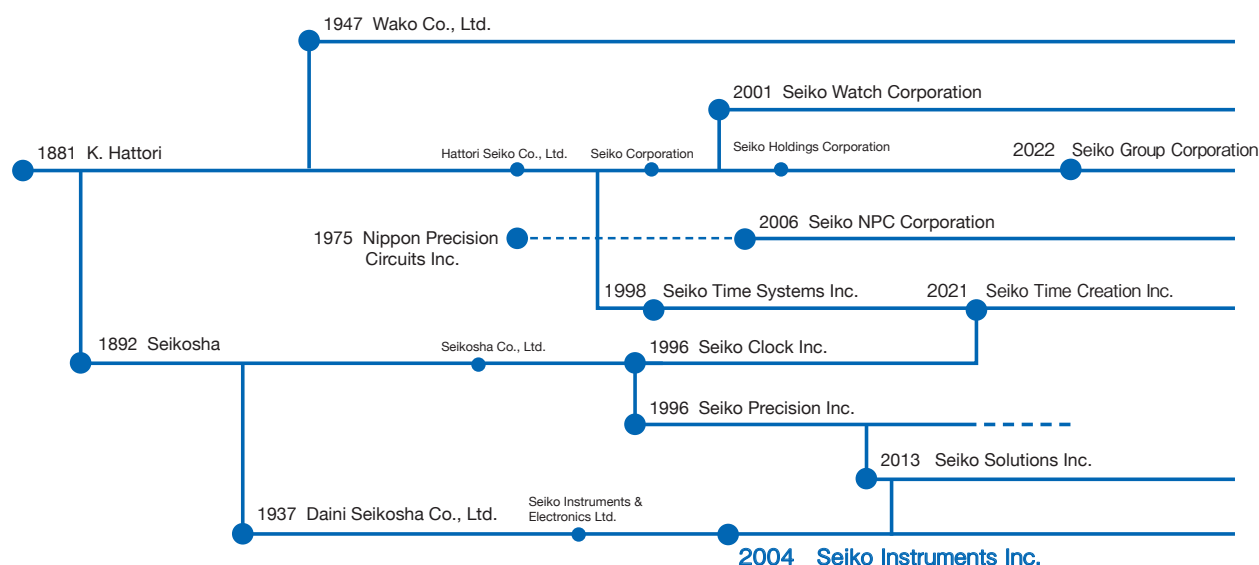 1947 Wako Co., Ltd.
2001 Seiko Watch Corporation
1881 K. Hattori
Hattori Seiko Co., Ltd.
Seiko Corporation
Seiko Holdings Corporation
2022 Seiko Group Corporation
1975 Nippon Precision
Circuits Inc.
2006 Seiko NPC Corporation
1998 Seiko Time Systems Inc.
2021 Seiko Time Creation Inc.
1892 Seikosha
Seikosha Co., Ltd.
1996 Seiko Clock Inc.
1996 Seiko Precision Inc.
2013 Seiko Solutions Inc.
1937 Daini Seikosha Co., Ltd.
Seiko Instruments &
Electronics Ltd.
2004 Seiko Instruments Inc.